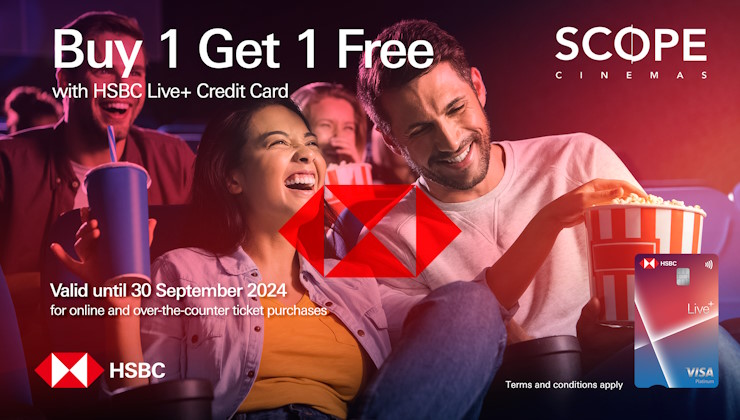 Buy 1 Get 1 Free
with HSBC Live+ Credit Card
SCOPE
CINEMAS
Valid until 30 September 2024
for online and over-the-counter ticket purchases
HSBC
Terms and conditions apply
HSBC
Live+
VISA
Platinum